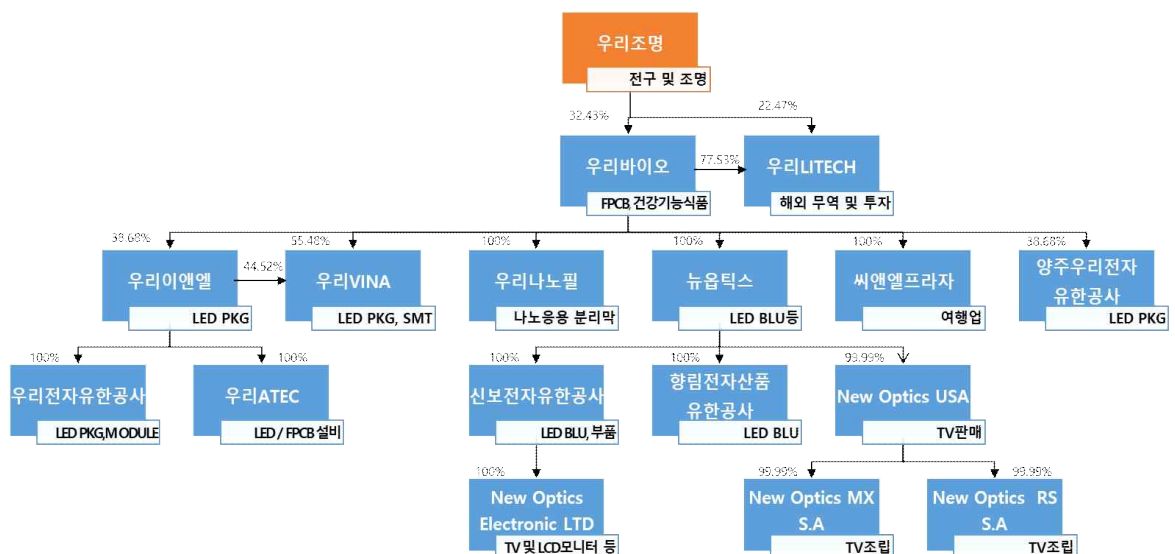 우리조명
전구 및 조명
32.43%
22.47%
우리바이오
77.53%
우리LITECH
FPCB,건강기능식품
해외 무역 및 투자
38.68%
55.48%
100%
100%
100%
38.68%
우리이앤엘
44.52%
우리VINA
우리나노필
뉴옵틱스
씨앤엘프라자
양주우리전자
유한공사
LED PKG
LED PKG, SMT
나노응용 분리막
LED BLU등
여행업
LED PKG
100%
100%
100%
100%
99.99%
우리전자유한공사
우리ATEC
신보전자유한공사
향림전자산품
유한공사
New Optics USA
LED PKG,MODULE
LED / FPCB 설비
LED BLU, 부품
LED BLU
TV판매
100%
99.99%
99.99%
New Optics
Electronic LTD
New Optics MX
S.A
New Optics RS
S.A
TV 및 LCD모니터 등
TV조립
TV조립